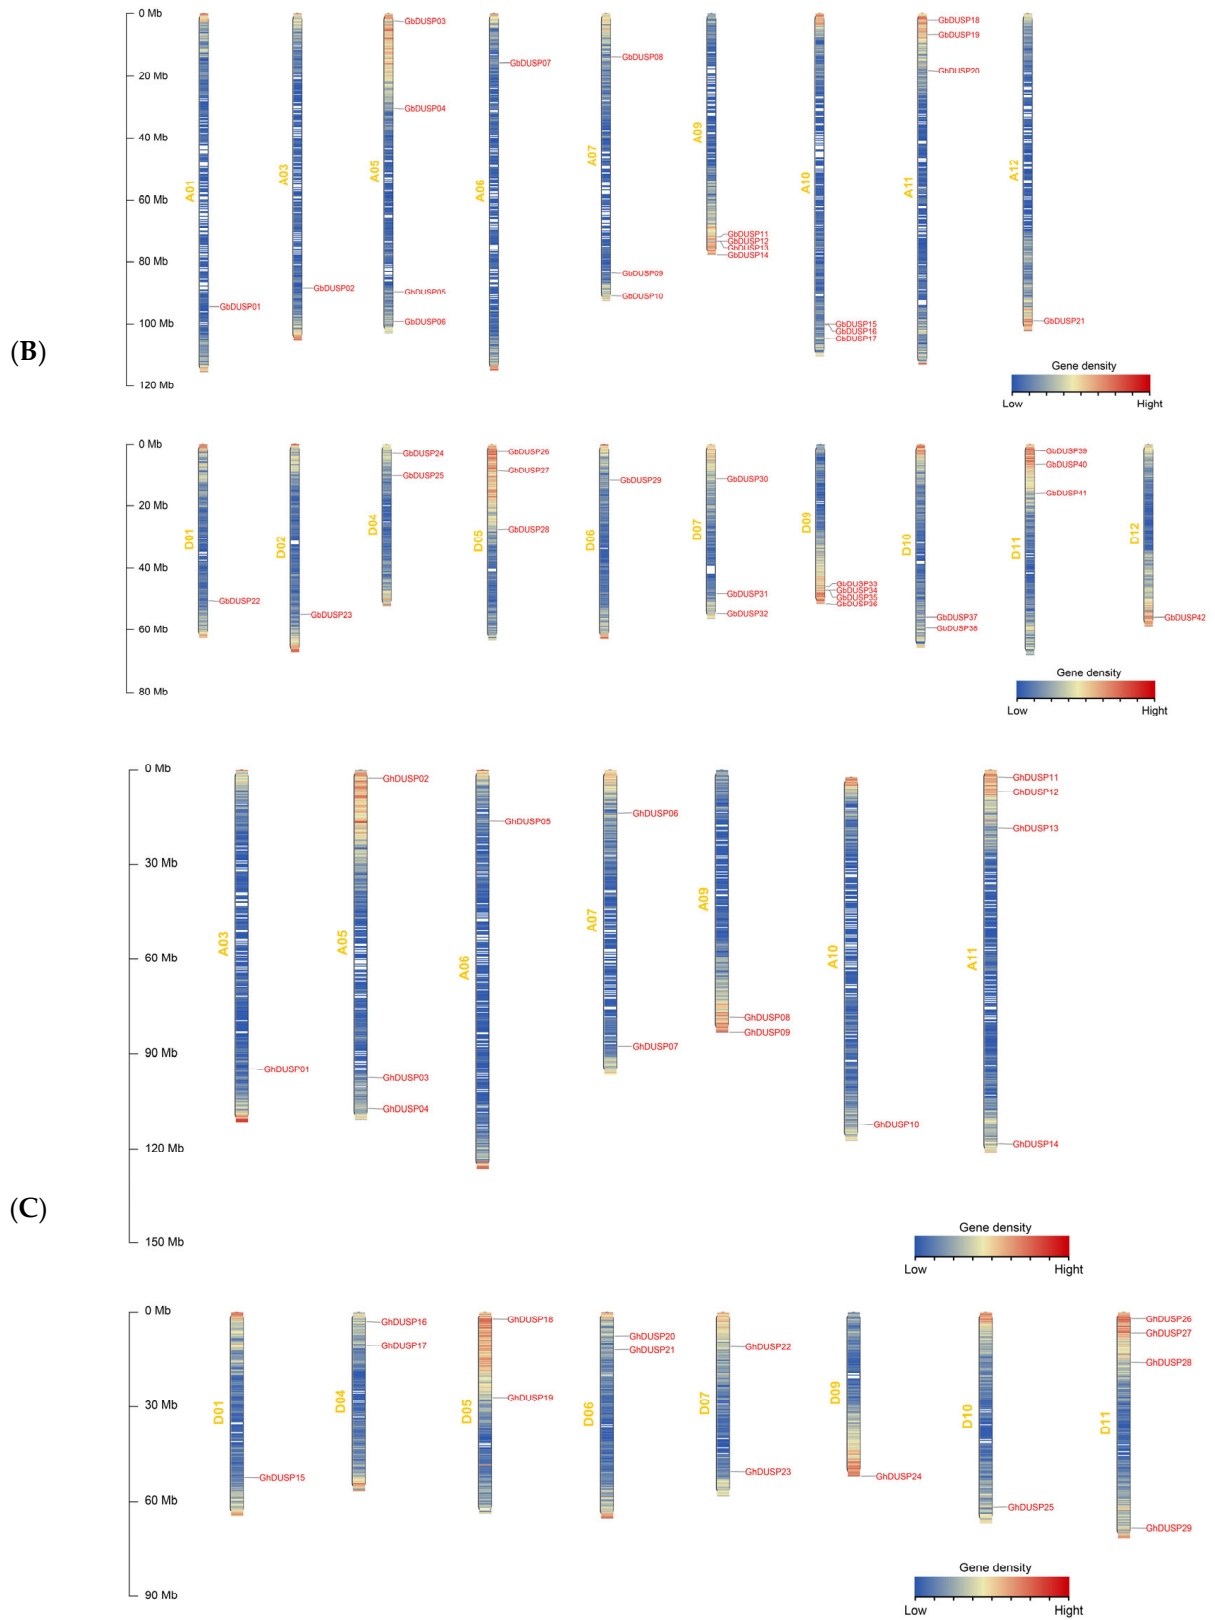 (B)
0 Mb
20 Mb
40 Mb
60 Mb
80 Mb
100 Mb
120 Mb
A01
GbDUSP01
A03
GbDUSP02
A05
GbDUSP03
GbDUSP04
GbDUSP05
GbDUSP06
A06
GbDUSP07
A07
GbDUSP08
GbDUSP09
GbDUSP10
A09
GbDUSP11
GbDUSP12
GbDUSP13
GbDUSP14
A10
GbDUSP15
GbDUSP16
GbDUSP17
A11
GbDUSP18
GbDUSP19
GbDUSP20
A12
GbDUSP21
Gene density
Low Hight
0 Mb
20 Mb
40 Mb
60 Mb
80 Mb
D01
GbDUSP22
D02
GbDUSP23
D04
GbDUSP24
GbDUSP25
D05
GbDUSP26
GbDUSP27
GbDUSP28
D06
GbDUSP29
D07
GbDUSP30
GbDUSP31
GbDUSP32
D09
GbDUSP33
GbDUSP34
GbDUSP35
GbDUSP36
D10
GbDUSP37
GbDUSP38
D11
GbDUSP39
GbDUSP40
GbDUSP41
D12
GbDUSP42
Gene density
Low Hight
(C)
0 Mb
30 Mb
60 Mb
90 Mb
120 Mb
150 Mb
A03
GhDUSP01
A05
GhDUSP02
GhDUSP03
GhDUSP04
A06
GhDUSP05
A07
GhDUSP06
GhDUSP07
A09
GhDUSP08
GhDUSP09
A10
GhDUSP10
A11
GhDUSP11
GhDUSP12
GhDUSP13
GhDUSP14
Gene density
Low Hight
0 Mb
30 Mb
60 Mb
90 Mb
D01
GhDUSP15
D04
GhDUSP16
GhDUSP17
D05
GhDUSP18
GhDUSP19
D06
GhDUSP20
GhDUSP21
D07
GhDUSP22
GhDUSP23
D09
GhDUSP24
D10
GhDUSP25
D11
GhDUSP26
GhDUSP27
GhDUSP28
GhDUSP29
Gene density
Low Hight